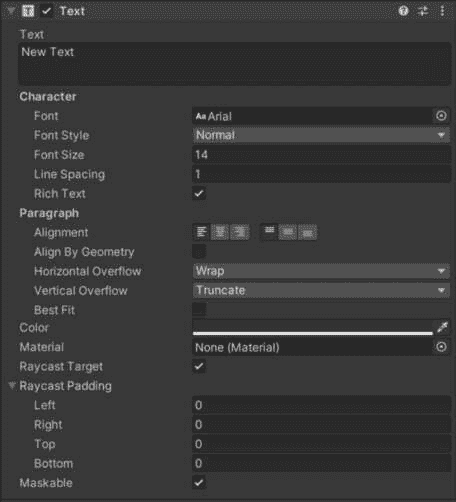 Text
Text
New Text
Character
Font Aa Arial
Font Style Normal
Font Size 14
Line Spacing 1
Rich Text
Paragraph
Alignment
Align By Geometry
Horizontal Overflow Wrap
Vertical Overflow Truncate
Best Fit
Color
Material None (Material)
Raycast Target
Raycast Padding
Left 0
Right 0
Top 0
Bottom 0
Maskable